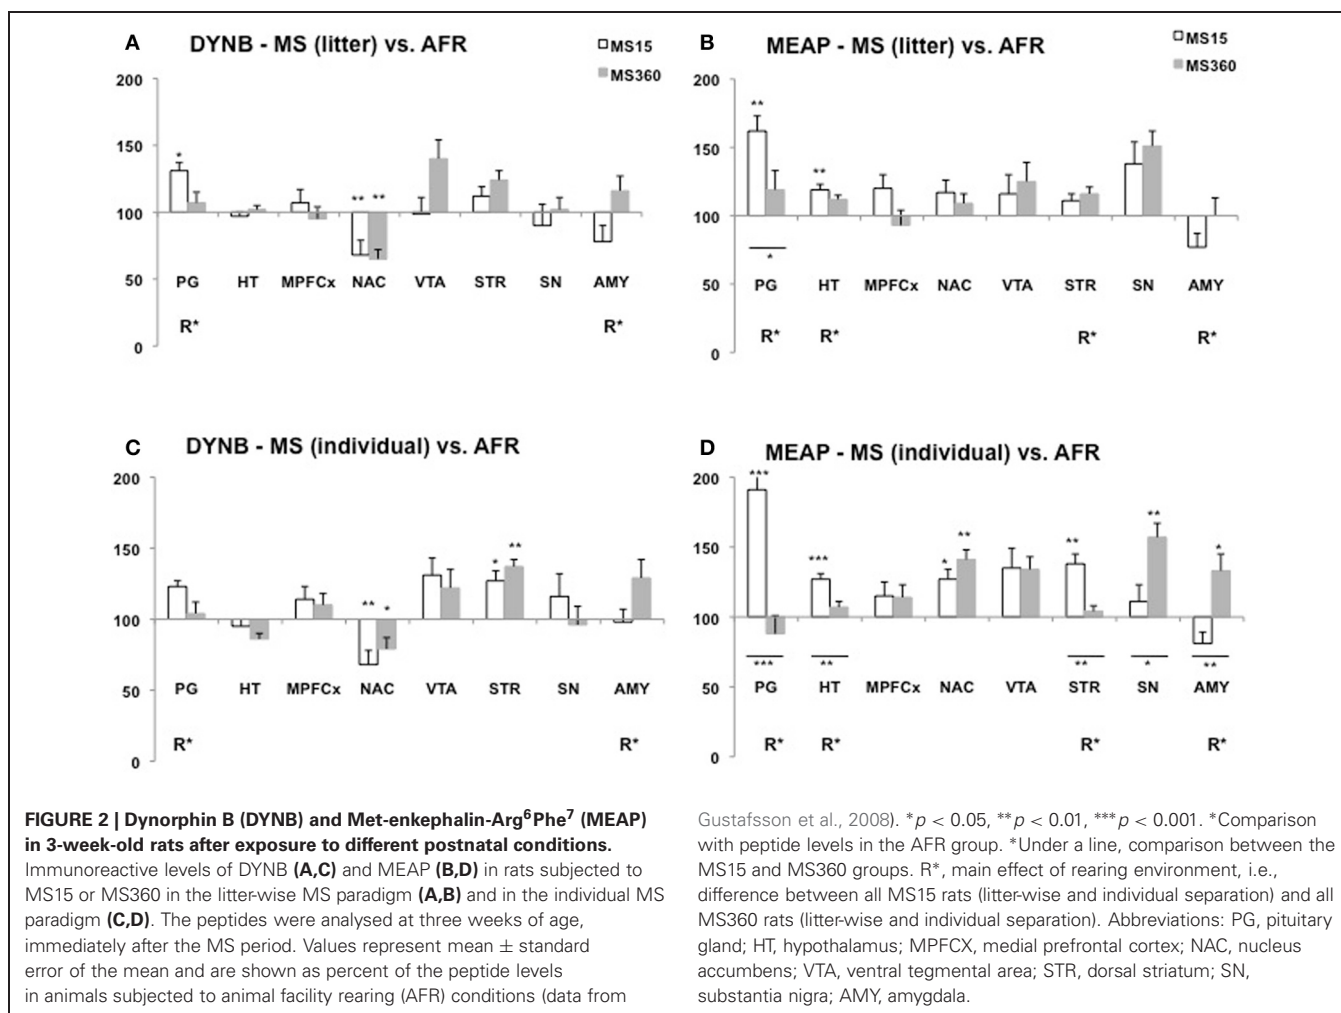 A
DYNB - MS (litter) vs. AFR
MS15
MS360
200
150
100
50
0
*
** **
PG HT MPFCx NAC VTA STR SN AMY
R* R*
B
MEAP - MS (litter) vs. AFR
MS15
MS360
200
150
100
50
0
**
**
*
PG HT MPFCx NAC VTA STR SN AMY
R* R* R* R*
C
DYNB - MS (individual) vs. AFR
200
150
100
50
0
** * * **
PG HT MPFCx NAC VTA STR SN AMY
R* R*
D
MEAP - MS (individual) vs. AFR
200
150
100
50
0
***
*** * ** ** ** *
*** ** ** * **
PG HT MPFCx NAC VTA STR SN AMY
R* R* R* R*
FIGURE 2 | Dynorphin B (DYNB) and Met-enkephalin-Arg⁶Phe⁷ (MEAP)
in 3-week-old rats after exposure to different postnatal conditions.
Immunoreactive levels of DYNB (A,C) and MEAP (B,D) in rats subjected to
MS15 or MS360 in the litter-wise MS paradigm (A,B) and in the individual MS
paradigm (C,D). The peptides were analysed at three weeks of age,
immediately after the MS period. Values represent mean ± standard
error of the mean and are shown as percent of the peptide levels
in animals subjected to animal facility rearing (AFR) conditions (data from
Gustafsson et al., 2008). *p < 0.05, **p < 0.01, ***p < 0.001. *Comparison
with peptide levels in the AFR group. *Under a line, comparison between the
MS15 and MS360 groups. R*, main effect of rearing environment, i.e.,
difference between all MS15 rats (litter-wise and individual separation) and all
MS360 rats (litter-wise and individual separation). Abbreviations: PG, pituitary
gland; HT, hypothalamus; MPFCX, medial prefrontal cortex; NAC, nucleus
accumbens; VTA, ventral tegmental area; STR, dorsal striatum; SN,
substantia nigra; AMY, amygdala.